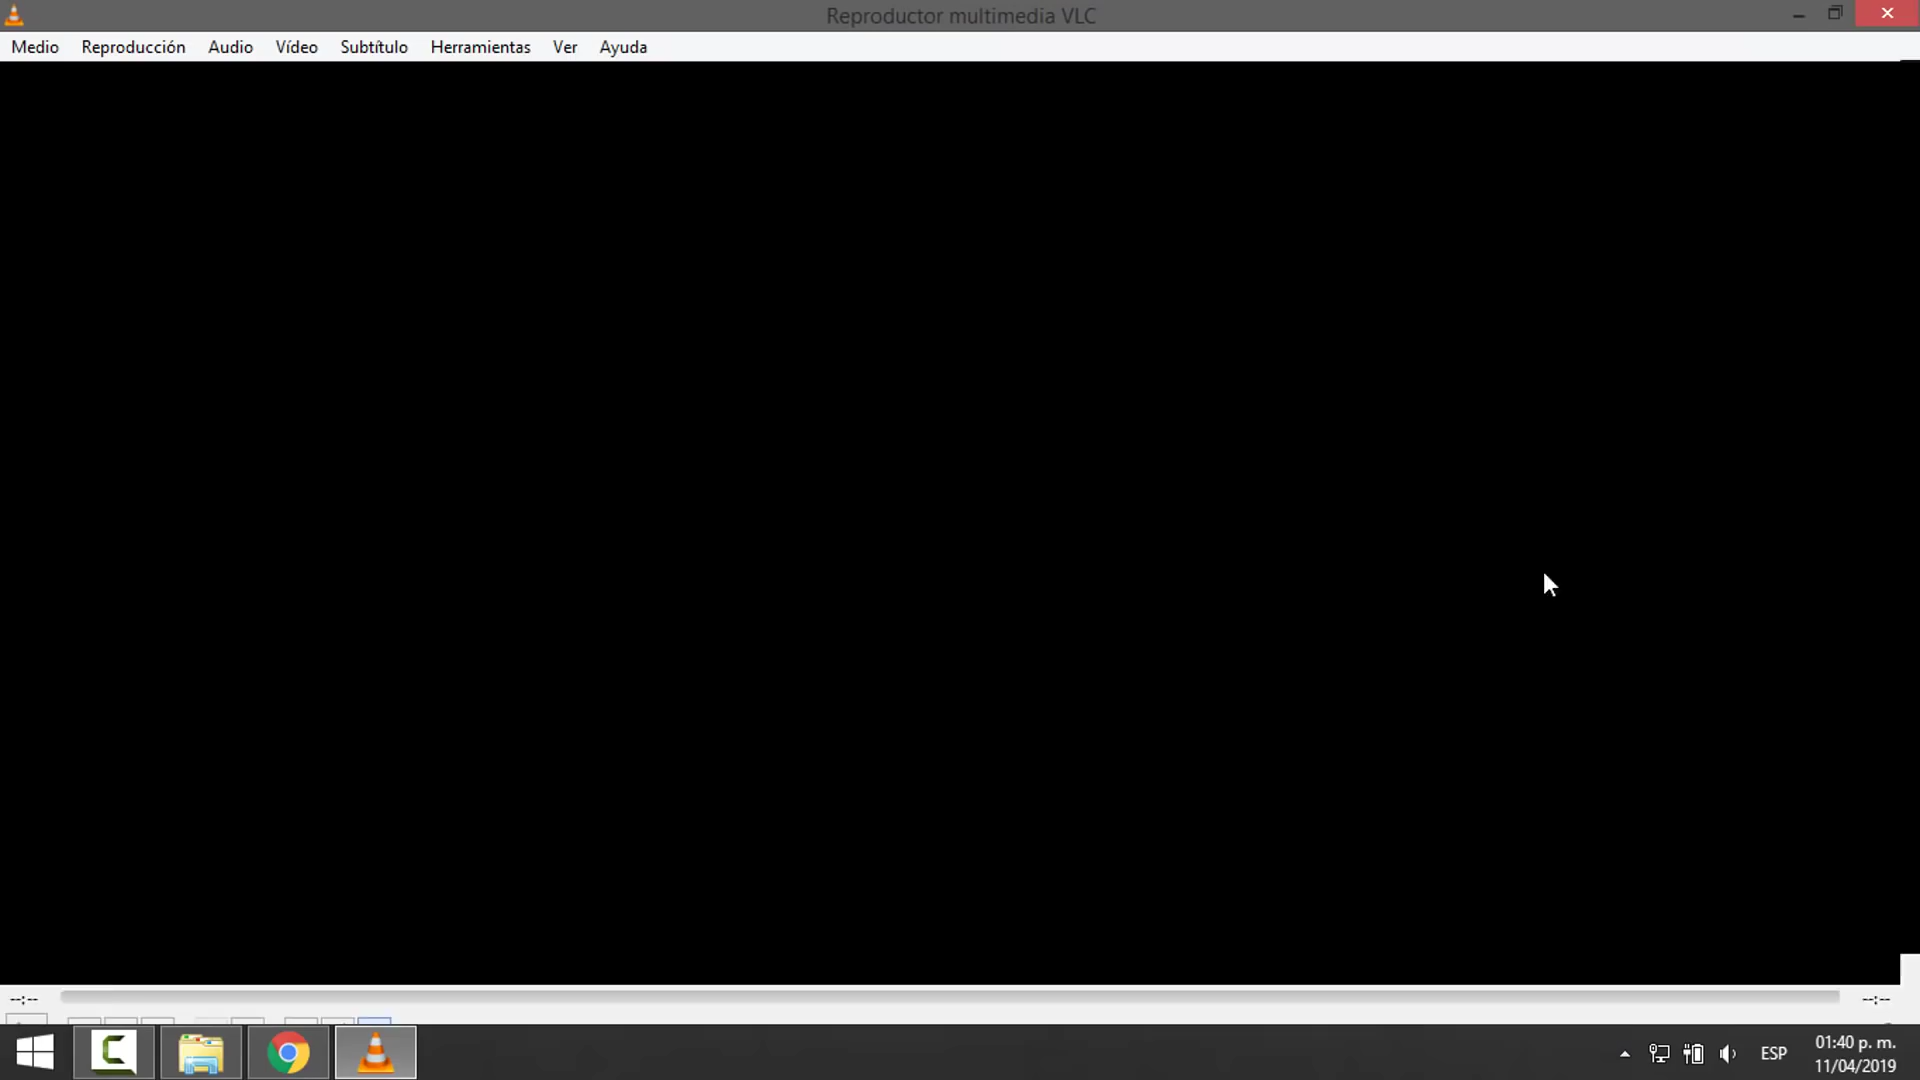 Reproductor multimedia VLC
Medio Reproducción Audio Vídeo Subtítulo Herramientas Ver Ayuda
--:-- --:--
ESP
01:40 p. m.
11/04/2019